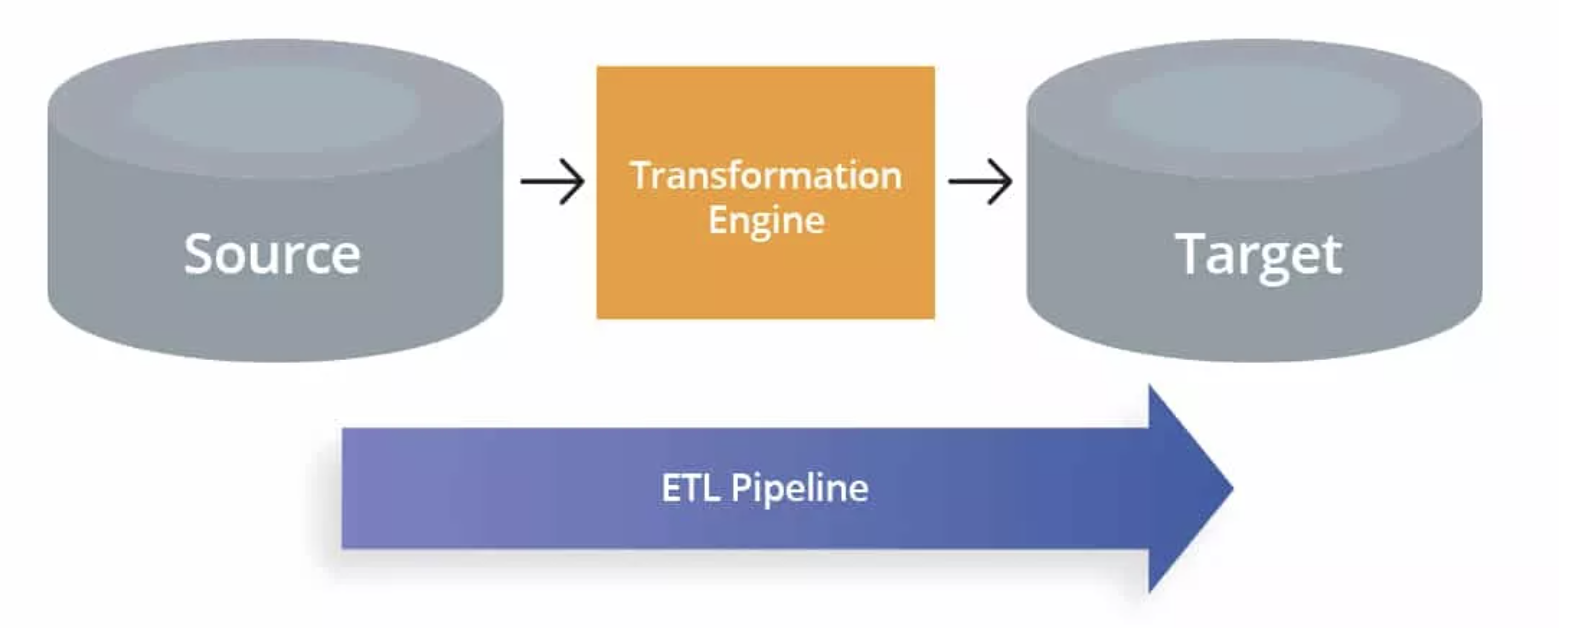 Source
Transformation
Engine
Target
ETL Pipeline